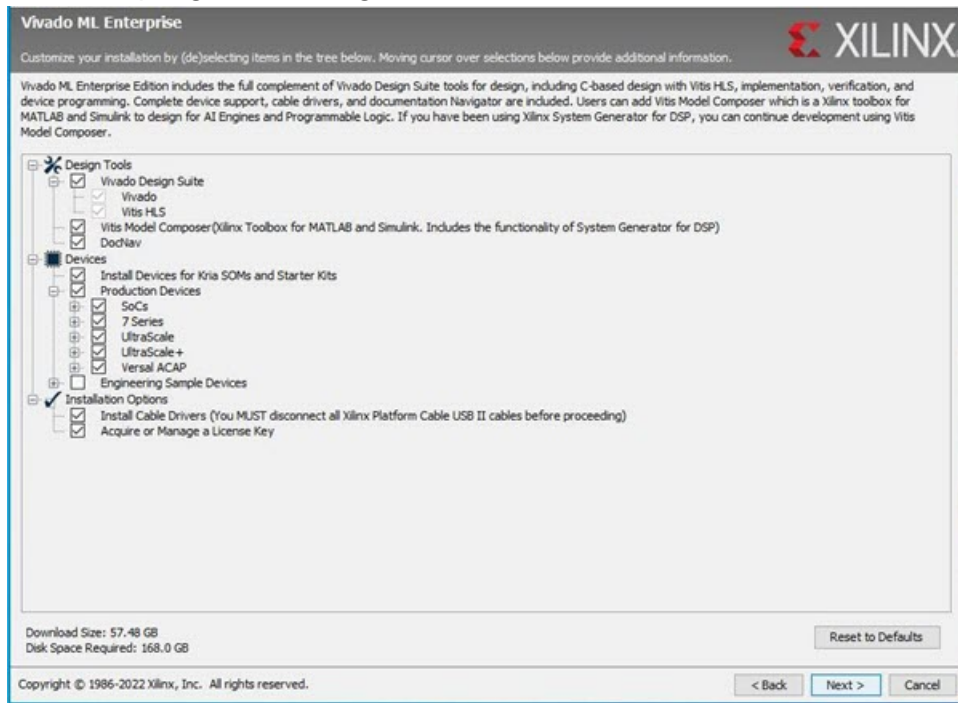 Vivado ML Enterprise
XILINX
Customize your installation by (de)selecting items in the tree below. Moving cursor over selections below provide additional information.
Vivado ML Enterprise Edition includes the full complement of Vivado Design Suite tools for design, including C-based design with Vitis HLS, implementation, verification, and
device programming. Complete device support, cable drivers, and documentation Navigator are included. Users can add Vitis Model Composer which is a Xilinx toolbox for
MATLAB and Simulink to design for AI Engines and Programmable Logic. If you have been using Xilinx System Generator for DSP, you can continue development using Vitis
Model Composer.
Design Tools
Vivado Design Suite
Vivado
Vitis HLS
Vitis Model Composer(Xilinx Toolbox for MATLAB and Simulink. Includes the functionality of System Generator for DSP)
DocNav
Devices
Install Devices for Kria SOMs and Starter Kits
Production Devices
SoCs
7 Series
UltraScale
UltraScale+
Versal ACAP
Engineering Sample Devices
Installation Options
Install Cable Drivers (You MUST disconnect all Xilinx Platform Cable USB II cables before proceeding)
Acquire or Manage a License Key
Download Size: 57.48 GB
Disk Space Required: 168.0 GB
Reset to Defaults
Copyright © 1986-2022 Xilinx, Inc. All rights reserved.
< Back Next > Cancel